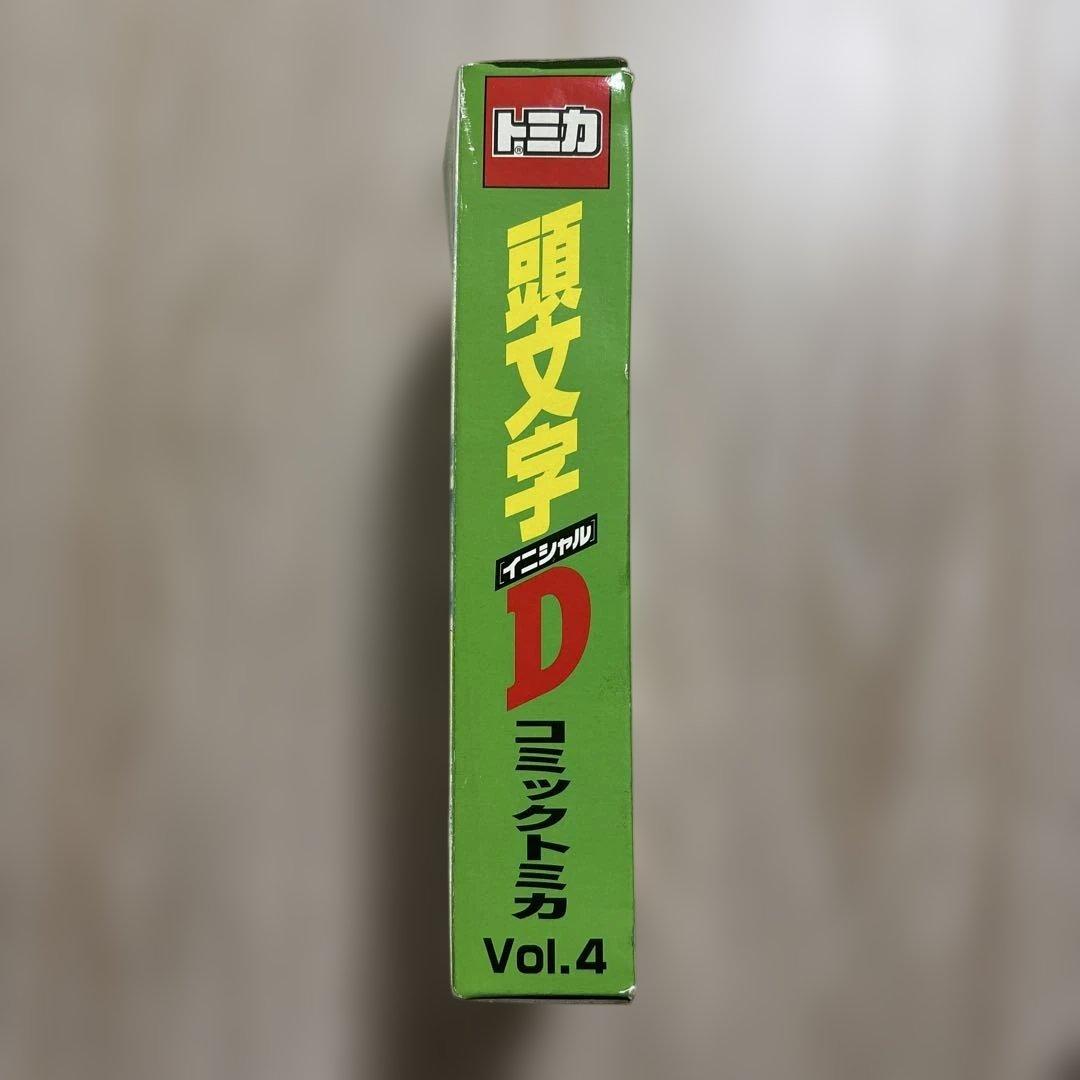 トミカ®
頭文字
[イニシャル]
D
コミックトミカ
Vol.4